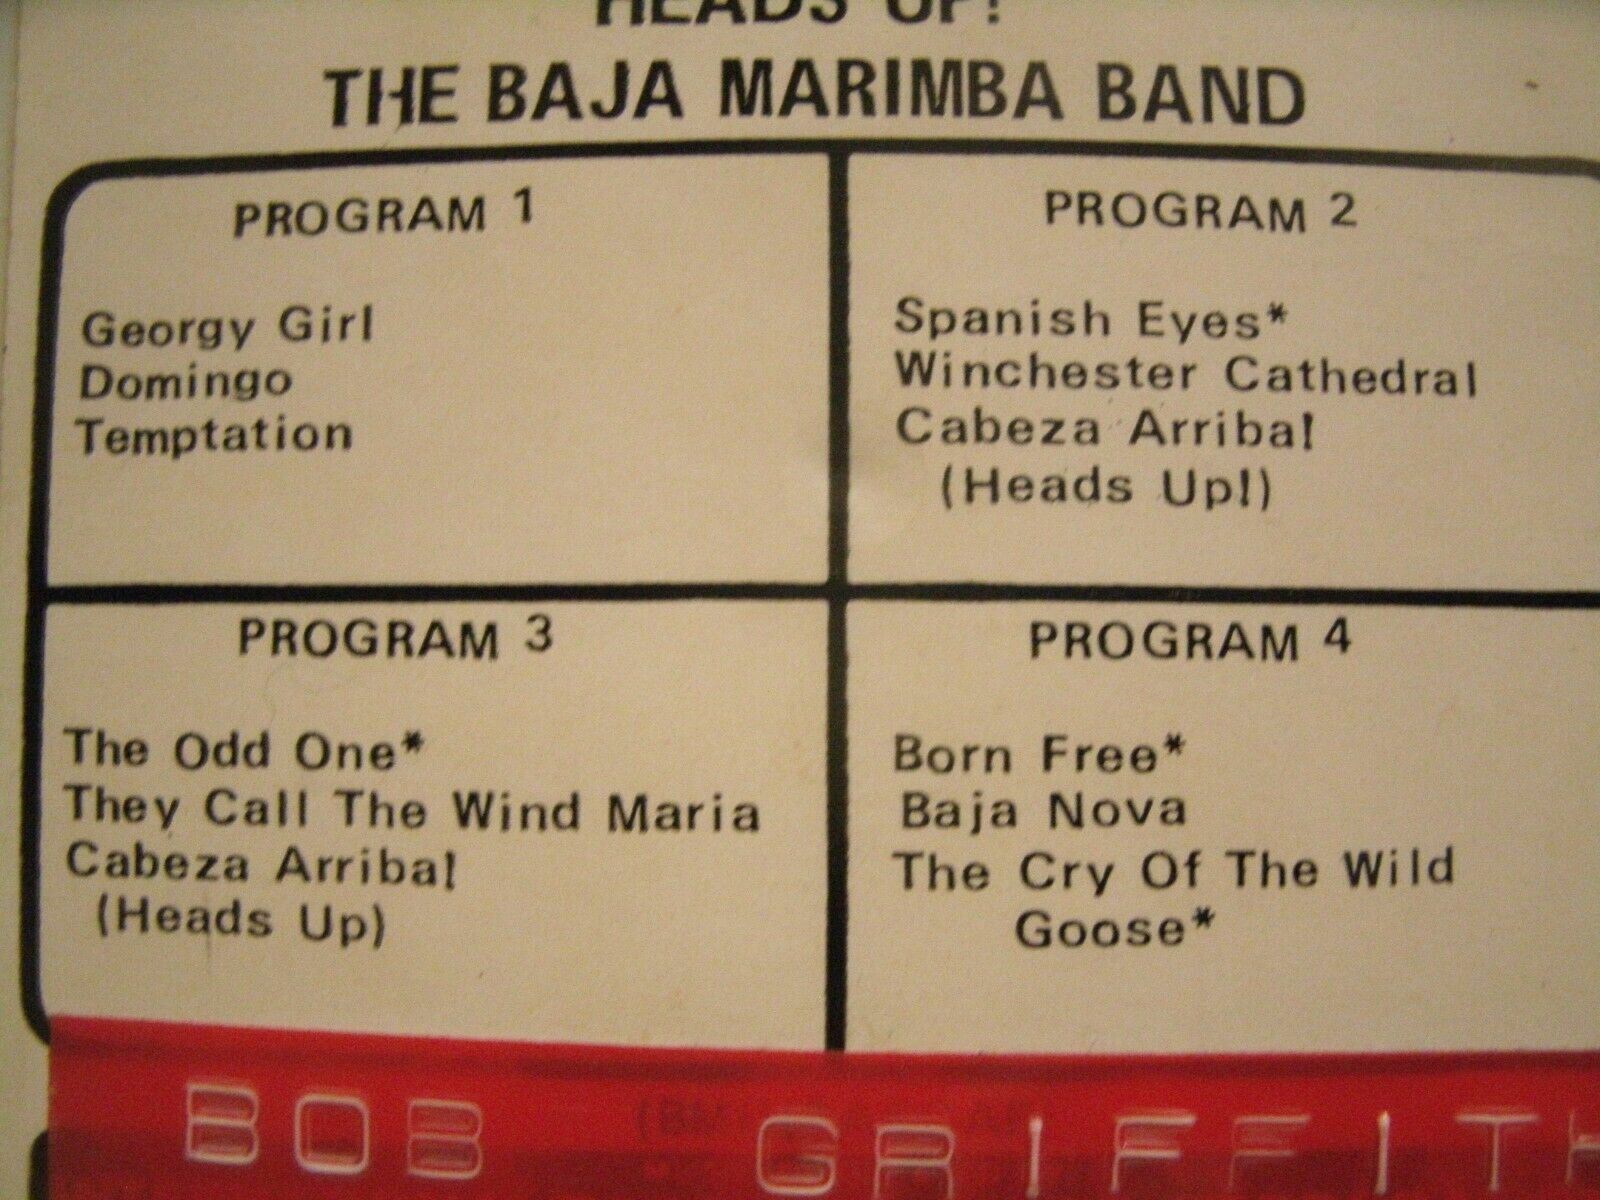 HEADS UP!
THE BAJA MARIMBA BAND
PROGRAM 1
Georgy Girl
Domingo
Temptation
PROGRAM 2
Spanish Eyes*
Winchester Cathedral
Cabeza Arriba!
(Heads Up!)
PROGRAM 3
The Odd One*
They Call The Wind Maria
Cabeza Arriba!
(Heads Up)
PROGRAM 4
Born Free*
Baja Nova
The Cry Of The Wild
Goose*
BOB GRIFFITH